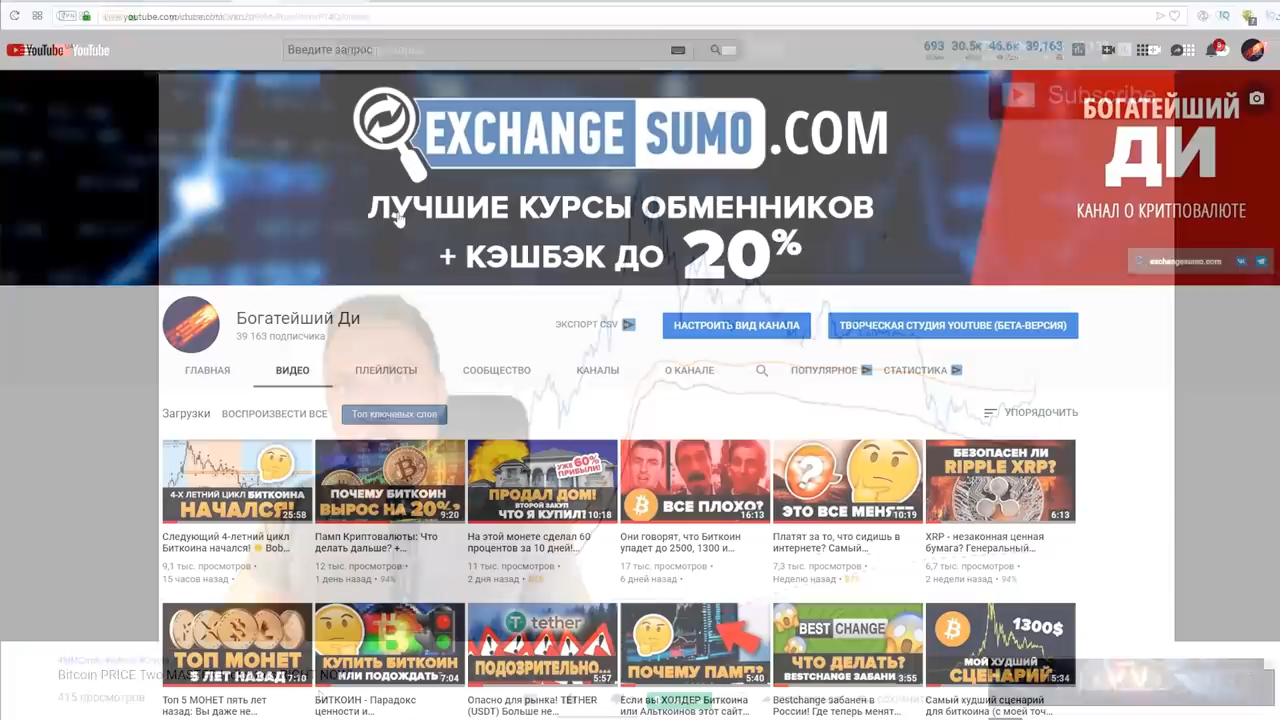 YouTube
YouTube
Введите запрос
693 30.5к 46.6к 39,163
Subscribe
EXCHANGE SUMO.COM
ЛУЧШИЕ КУРСЫ ОБМЕННИКОВ
+ КЭШБЭК ДО 20%
БОГАТЕЙШИЙ
ДИ
КАНАЛ О КРИПТОВАЛЮТЕ
exchangesumo.com
Богатейший Ди
39 163 подписчика
ЭКСПОРТ CSV
НАСТРОИТЬ ВИД КАНАЛА
ТВОРЧЕСКАЯ СТУДИЯ YOUTUBE (БЕТА-ВЕРСИЯ)
ГЛАВНАЯ ВИДЕО ПЛЕЙЛИСТЫ СООБЩЕСТВО КАНАЛЫ О КАНАЛЕ ПОПУЛЯРНОЕ СТАТИСТИКА
Загрузки ВОСПРОИЗВЕСТИ ВСЕ Топ ключевых слов УПОРЯДОЧИТЬ
4-Х ЛЕТНИЙ ЦИКЛ БИТКОИНА
НАЧАЛСЯ!
25:58
Следующий 4-летний цикл
Биткоина начался! Bob...
9,1 тыс. просмотров •
15 часов назад •
ПОЧЕМУ БИТКОИН
ВЫРОС НА 20%?
9:20
Памп Криптовалюты: Что
делать дальше? +...
12 тыс. просмотров •
1 день назад • 94%
УЖЕ 60%
ПРИБЫЛИ!
ПРОДАЛ ДОМ!
ВТОРОЙ ЗАКУП
ЧТО Я КУПИЛ?
10:18
На этой монете сделал 60
процентов за 10 дней!...
11 тыс. просмотров •
2 дня назад •
ВСЕ ПЛОХО?
16:13
Они говорят, что Биткоин
упадет до 2500, 1300 и...
17 тыс. просмотров •
6 дней назад •
ЭТО ВСЕ МЕНЯ
10:19
Платят за то, что сидишь в
интернете? Самый...
7,3 тыс. просмотров •
Неделю назад •
БЕЗОПАСЕН ЛИ
RIPPLE XRP?
6:13
XRP - незаконная ценная
бумага? Генеральный...
6,7 тыс. просмотров •
2 недели назад • 94%
ТОП МОНЕТ
5 ЛЕТ НАЗАД
7:10
Топ 5 МОНЕТ пять лет
назад: Вы даже не...
КУПИТЬ БИТКОИН
ИЛИ ПОДОЖДАТЬ?
7:04
БИТКОИН - Парадокс
ценности и...
tether
ПОДОЗРИТЕЛЬНО...
5:57
Опасно для рынка! TETHER
(USDT) Больше не...
ПОЧЕМУ ПАМП?
5:40
Если вы ХОЛДЕР Биткоина
или Альткоинов этот сайт...
BEST CHANGE
ЧТО ДЕЛАТЬ?
BESTCHANGE ЗАБАНЕН
3:55
Bestchange забанен в
России! Где теперь менят...
1300$
МОЙ ХУДШИЙ
СЦЕНАРИЙ
5:34
Самый худший сценарий
для биткоина (с моей точ...
Bitcoin PRICE Two
415 просмотров